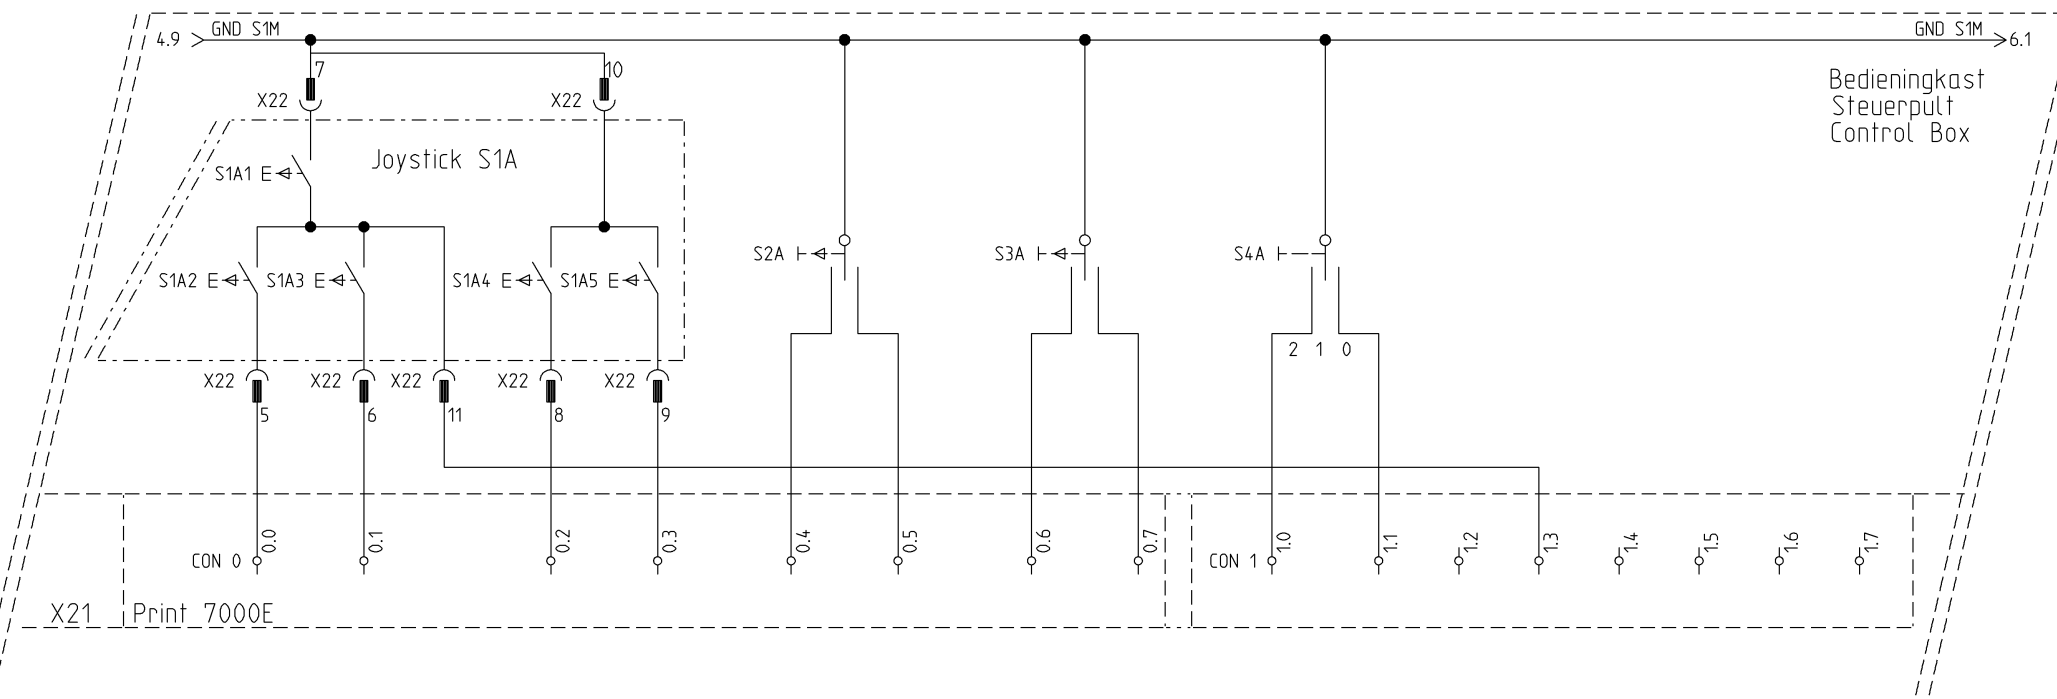 4.9
GND S1M
GND S1M
6.1
7
10
X22
X22
Bedieningkast
Steuerpult
Control Box
Joystick S1A
S1A1
S1A2
S1A3
S1A4
S1A5
S2A
S3A
S4A
2 1 0
X22
X22
X22
X22
X22
5
6
11
8
9
CON 0
0.0
0.1
0.2
0.3
0.4
0.5
0.6
0.7
CON 1
1.0
1.1
1.2
1.3
1.4
1.5
1.6
1.7
X21
Print 7000E